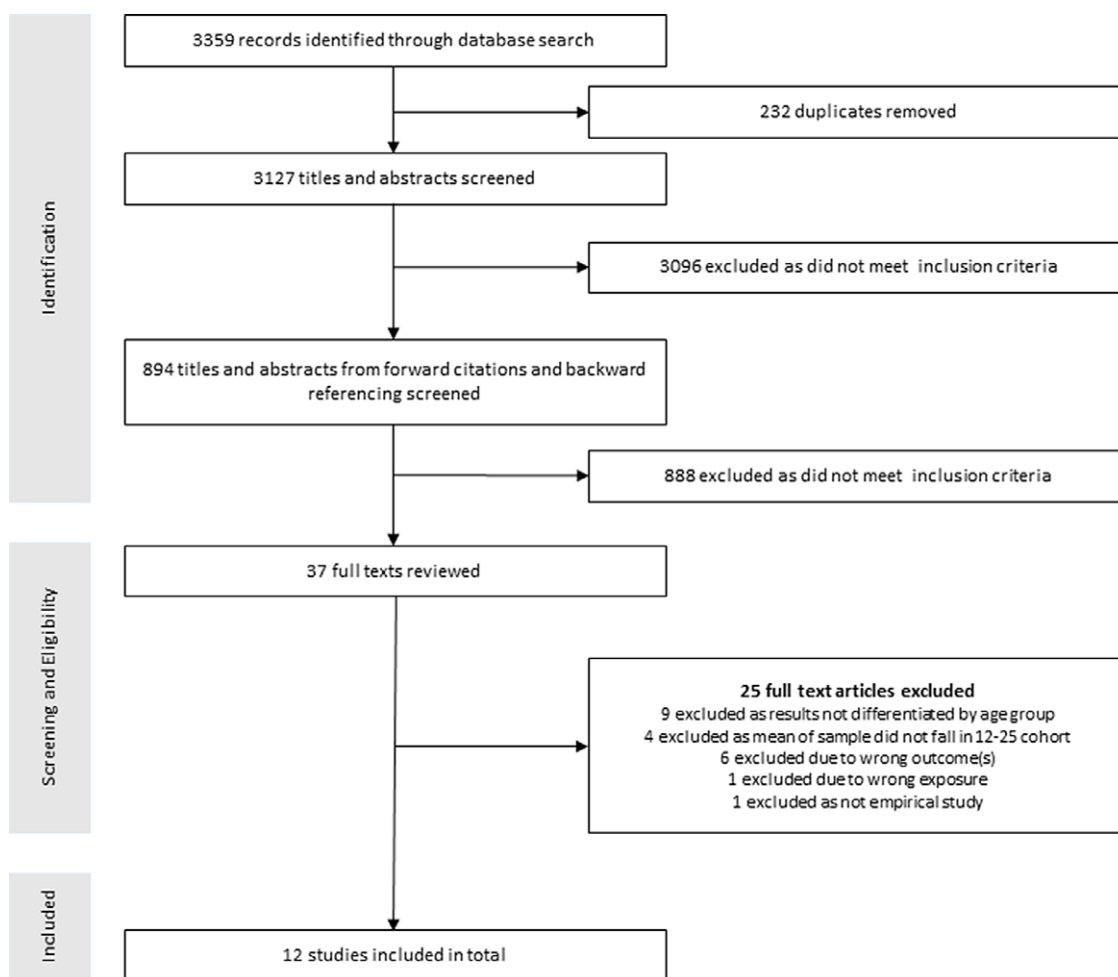 3359 records identified through database search
232 duplicates removed
3127 titles and abstracts screened
3096 excluded as did not meet inclusion criteria
894 titles and abstracts from forward citations and backward
referencing screened
888 excluded as did not meet inclusion criteria
Identification
37 full texts reviewed
25 full text articles excluded
9 excluded as results not differentiated by age group
4 excluded as mean of sample did not fall in 12-25 cohort
6 excluded due to wrong outcome(s)
1 excluded due to wrong exposure
1 excluded as not empirical study
Screening and Eligibility
12 studies included in total
Included